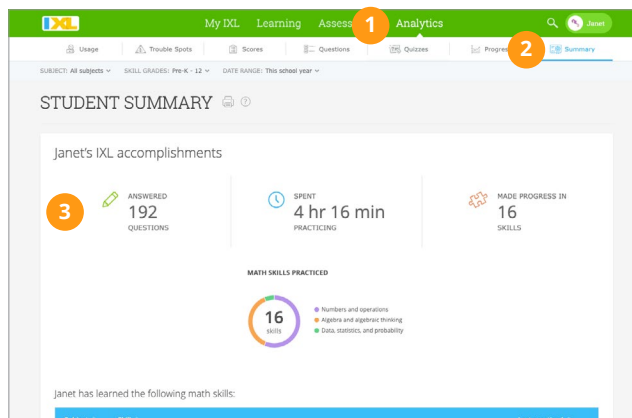 IXL My IXL Learning Assess 1 Analytics Janet
Usage Trouble Spots Scores Questions Quizzes Progre 2 Summary
SUBJECT: All subjects SKILL GRADES: Pre-K - 12 DATE RANGE: This school year
STUDENT SUMMARY ?
Janet's IXL accomplishments
3
ANSWERED
192
QUESTIONS
SPENT
4 hr 16 min
PRACTICING
MADE PROGRESS IN
16
SKILLS
MATH SKILLS PRACTICED
16
skills
Numbers and operations
Algebra and algebraic thinking
Data, statistics, and probability
Janet has learned the following math skills: